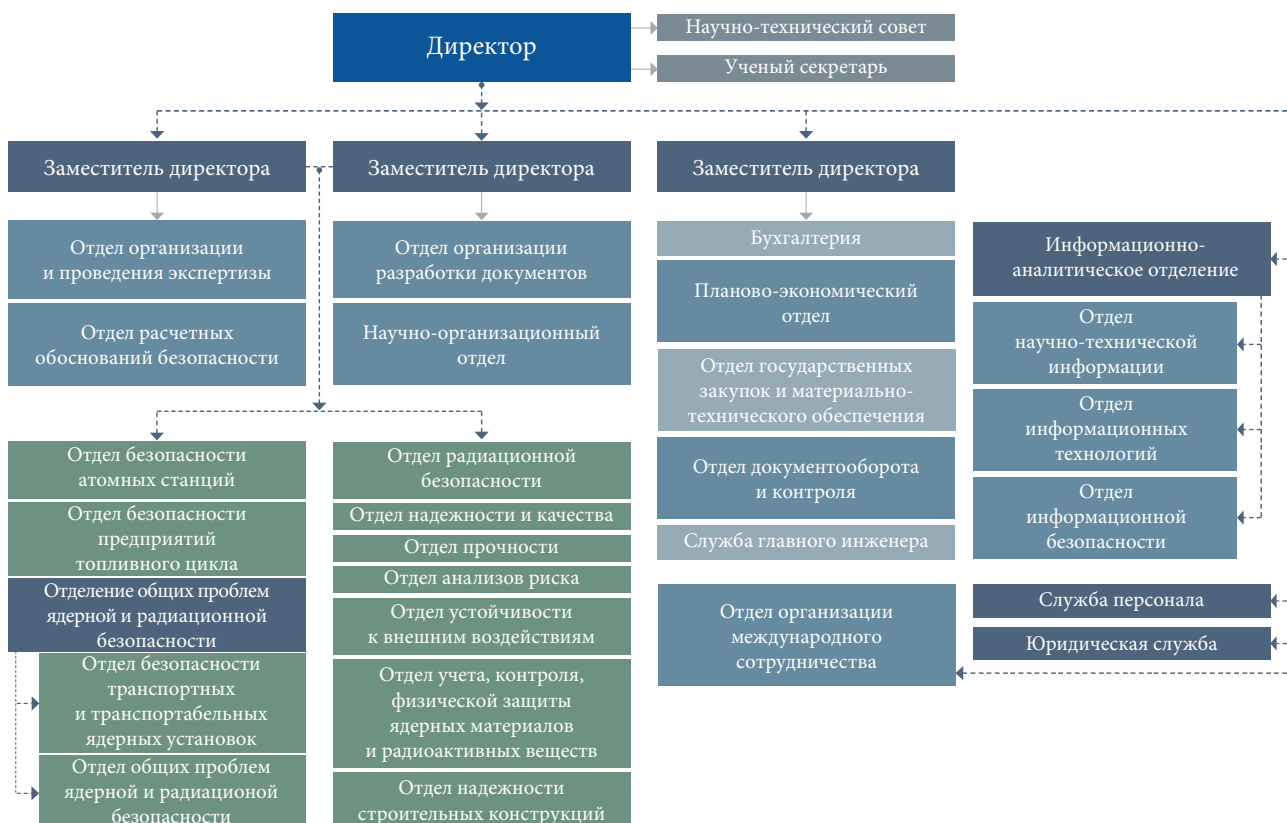 Директор
Научно-технический совет
Ученый секретарь
Заместитель директора
Заместитель директора
Заместитель директора
Отдел организации
и проведения экспертизы
Отдел расчетных
обоснований безопасности
Отдел организации
разработки документов
Научно-организационный
отдел
Бухгалтерия
Планово-экономический
отдел
Отдел государственных
закупок и материально-
технического обеспечения
Отдел документооборота
и контроля
Служба главного инженера
Информационно-
аналитическое отделение
Отдел
научно-технической
информации
Отдел
информационных
технологий
Отдел
информационной
безопасности
Отдел безопасности
атомных станций
Отдел безопасности
предприятий
топливного цикла
Отделение общих проблем
ядерной и радиационной
безопасности
Отдел безопасности
транспортных
и транспортабельных
ядерных установок
Отдел общих проблем
ядерной и радиационой
безопасности
Отдел радиационной
безопасности
Отдел надежности и качества
Отдел прочности
Отдел анализов риска
Отдел устойчивости
к внешним воздействиям
Отдел учета, контроля,
физической защиты
ядерных материалов
и радиоактивных веществ
Отдел надежности
строительных конструкций
Отдел организации
международного
сотрудничества
Служба персонала
Юридическая служба